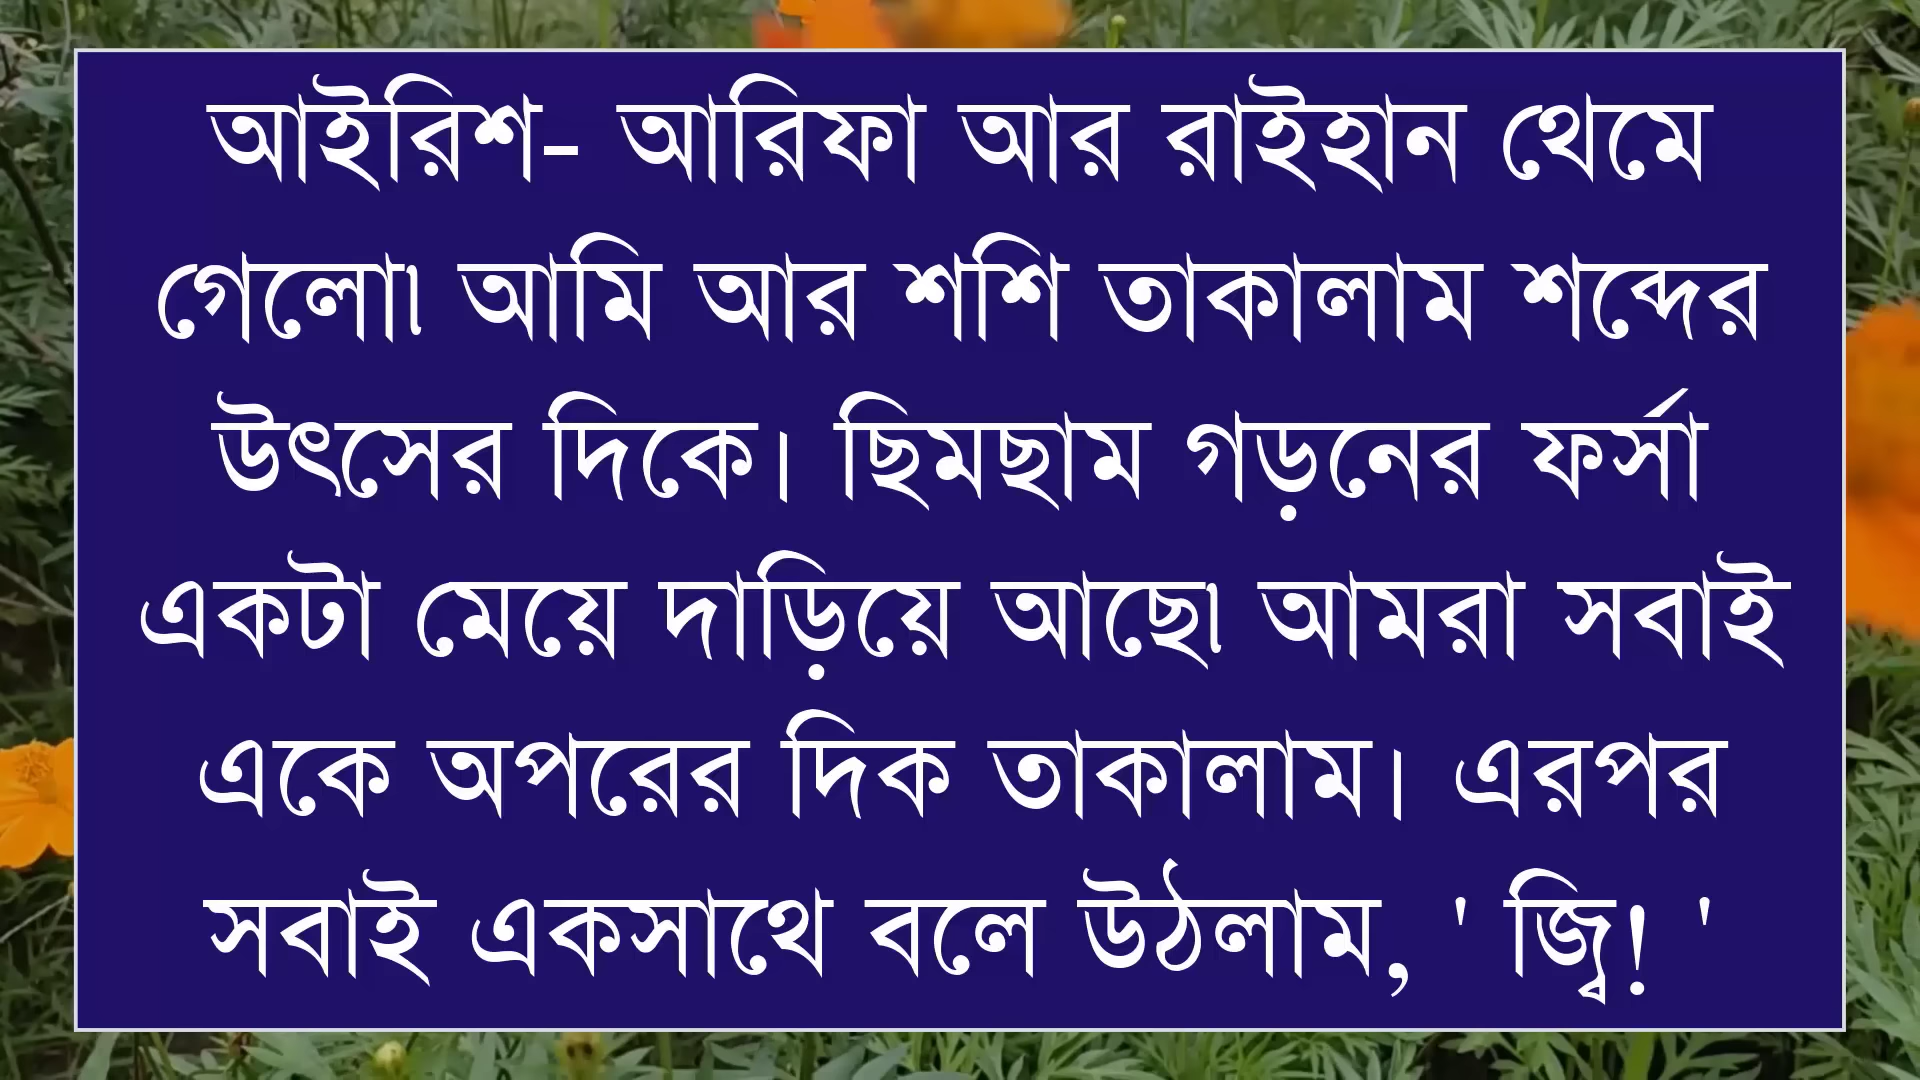 আইরিশ- আরিফা আর রাইহান থেমে
গেলো৷ আমি আর শশি তাকালাম শব্দের
উৎসের দিকে। ছিমছাম গড়নের ফর্সা
একটা মেয়ে দাড়িয়ে আছে৷ আমরা সবাই
একে অপরের দিক তাকালাম। এরপর
সবাই একসাথে বলে উঠলাম, ' জ্বি! '